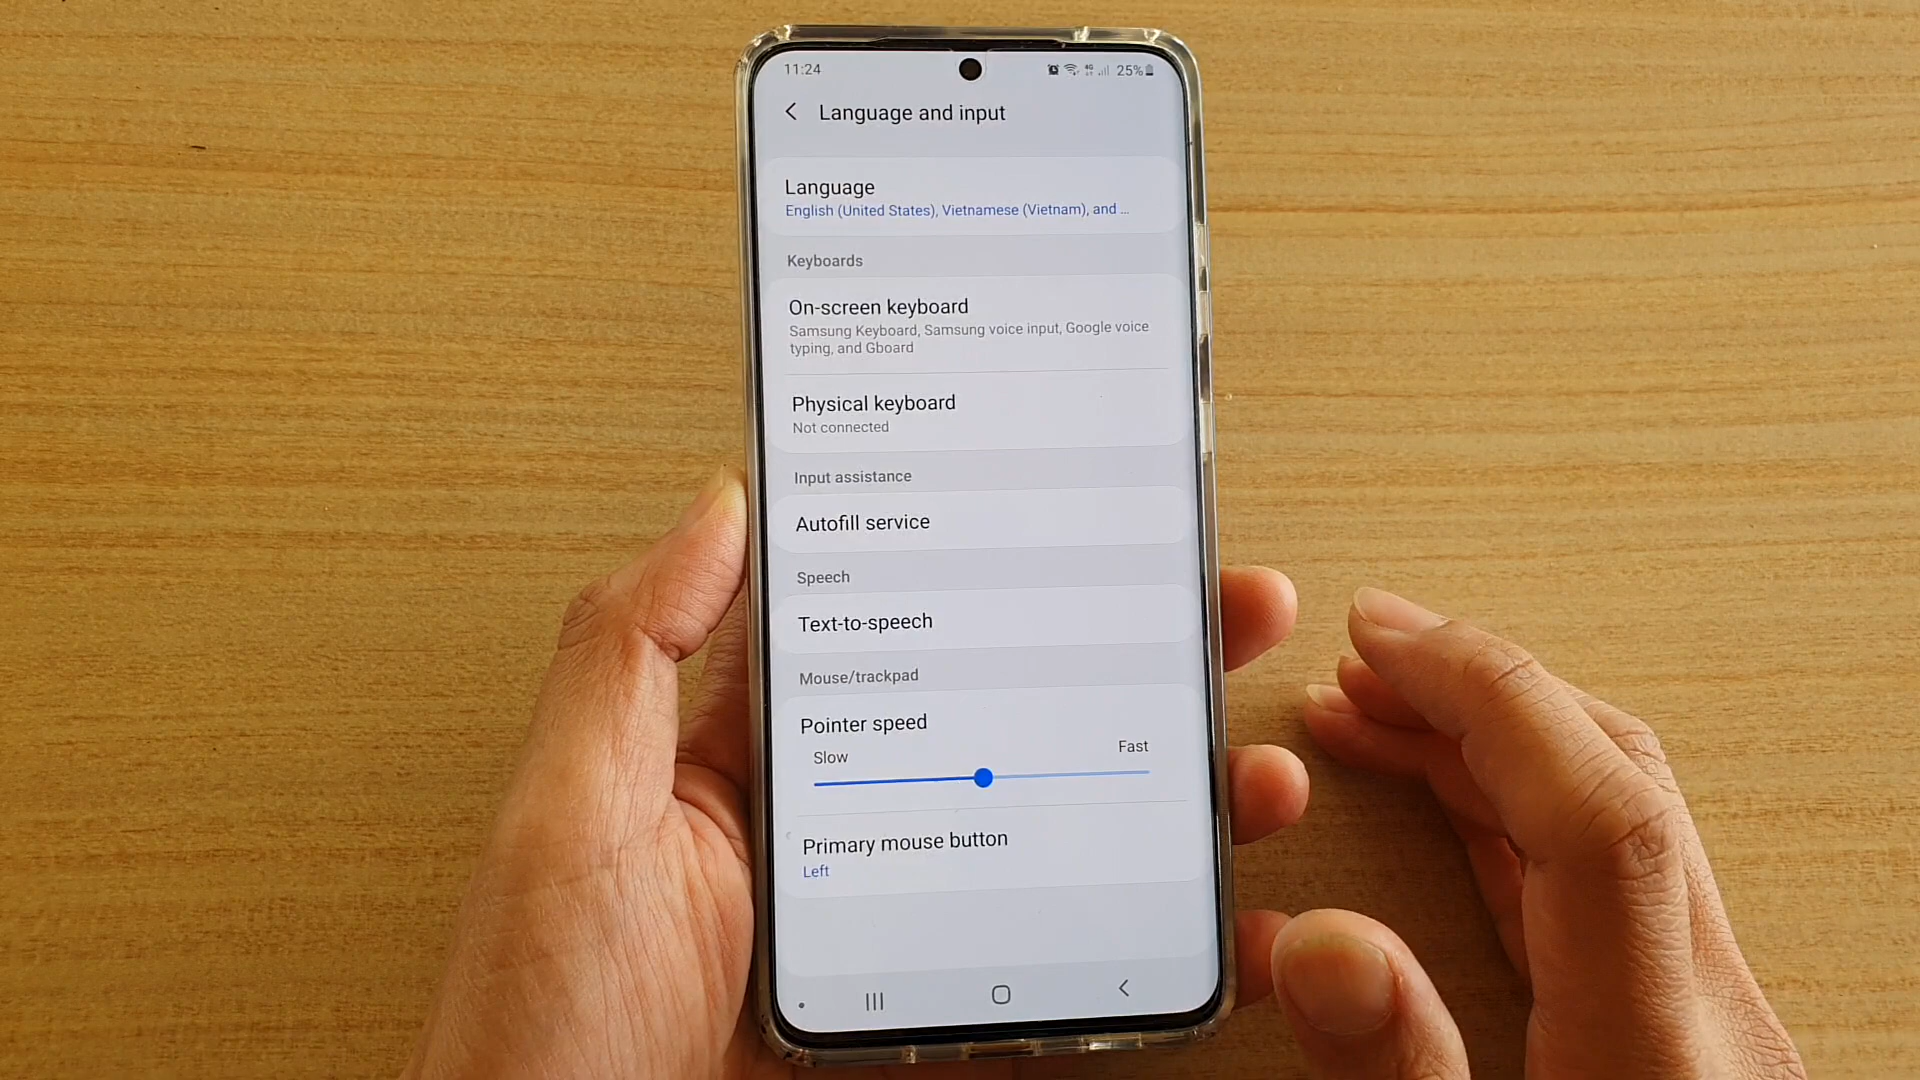 11:24
4G
25%
Language and input
Language
English (United States), Vietnamese (Vietnam), and ...
Keyboards
On-screen keyboard
Samsung Keyboard, Samsung voice input, Google voice
typing, and Gboard
Physical keyboard
Not connected
Input assistance
Autofill service
Speech
Text-to-speech
Mouse/trackpad
Pointer speed
Slow Fast
Primary mouse button
Left